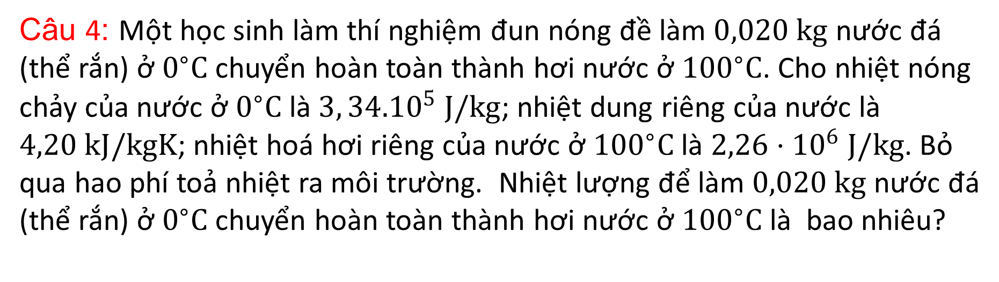 Câu 4: Một học sinh làm thí nghiệm đun nóng đề làm 0,020 kg nước đá
(thể rắn) ở 0°C chuyển hoàn toàn thành hơi nước ở 100°C. Cho nhiệt nóng
chảy của nước ở 0°C là 3, 34.10⁵ J/kg; nhiệt dung riêng của nước là
4,20 kJ/kgK; nhiệt hoá hơi riêng của nước ở 100°C là 2,26 · 10⁶ J/kg. Bỏ
qua hao phí toả nhiệt ra môi trường. Nhiệt lượng để làm 0,020 kg nước đá
(thể rắn) ở 0°C chuyển hoàn toàn thành hơi nước ở 100°C là bao nhiêu?